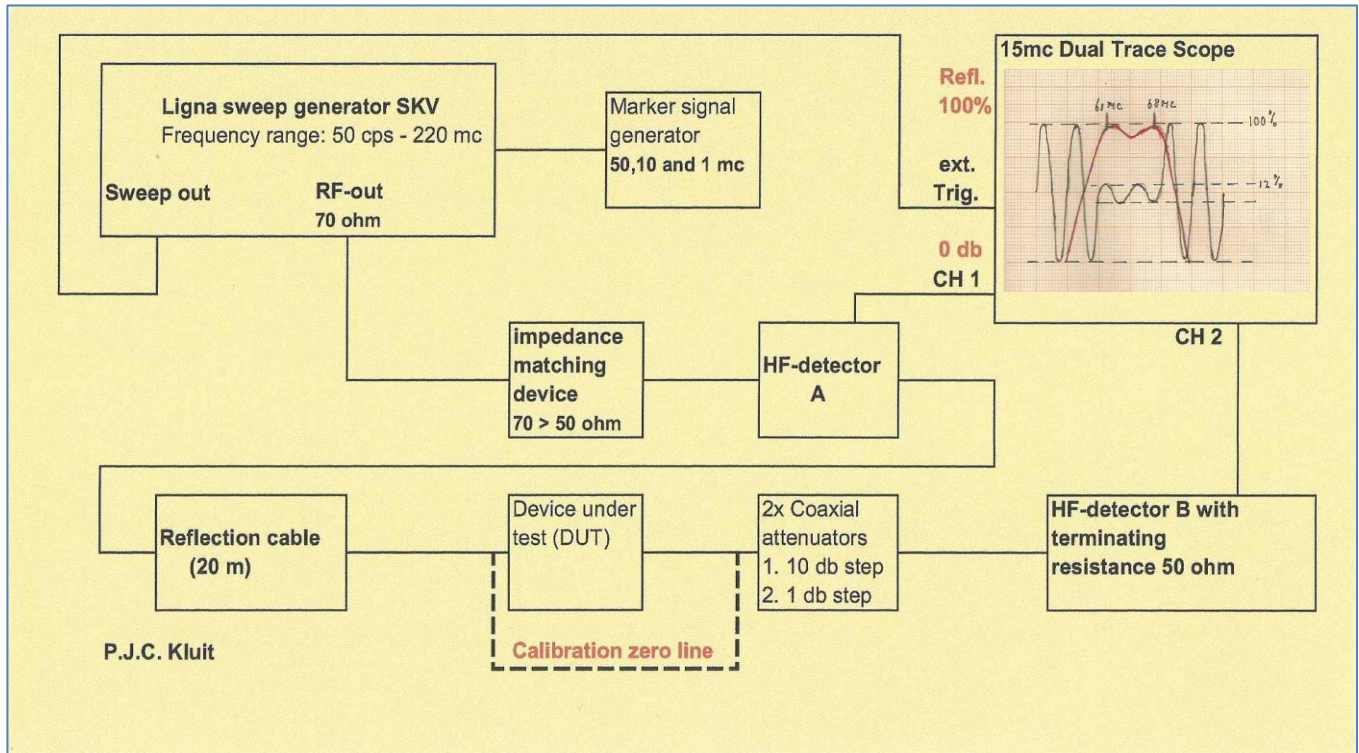 Ligna sweep generator SKV
Frequency range: 50 cps - 220 mc
Sweep out
RF-out
70 ohm
Marker signal
generator
50,10 and 1 mc
Refl.
100%
ext.
Trig.
0 db
CH 1
15mc Dual Trace Scope
61 MC
68 MC
100%
12%
CH 2
impedance
matching
device
70 > 50 ohm
HF-detector
A
Reflection cable
(20 m)
Device under
test (DUT)
2x Coaxial
attenuators
1. 10 db step
2. 1 db step
HF-detector B with
terminating
resistance 50 ohm
Calibration zero line
P.J.C. Kluit